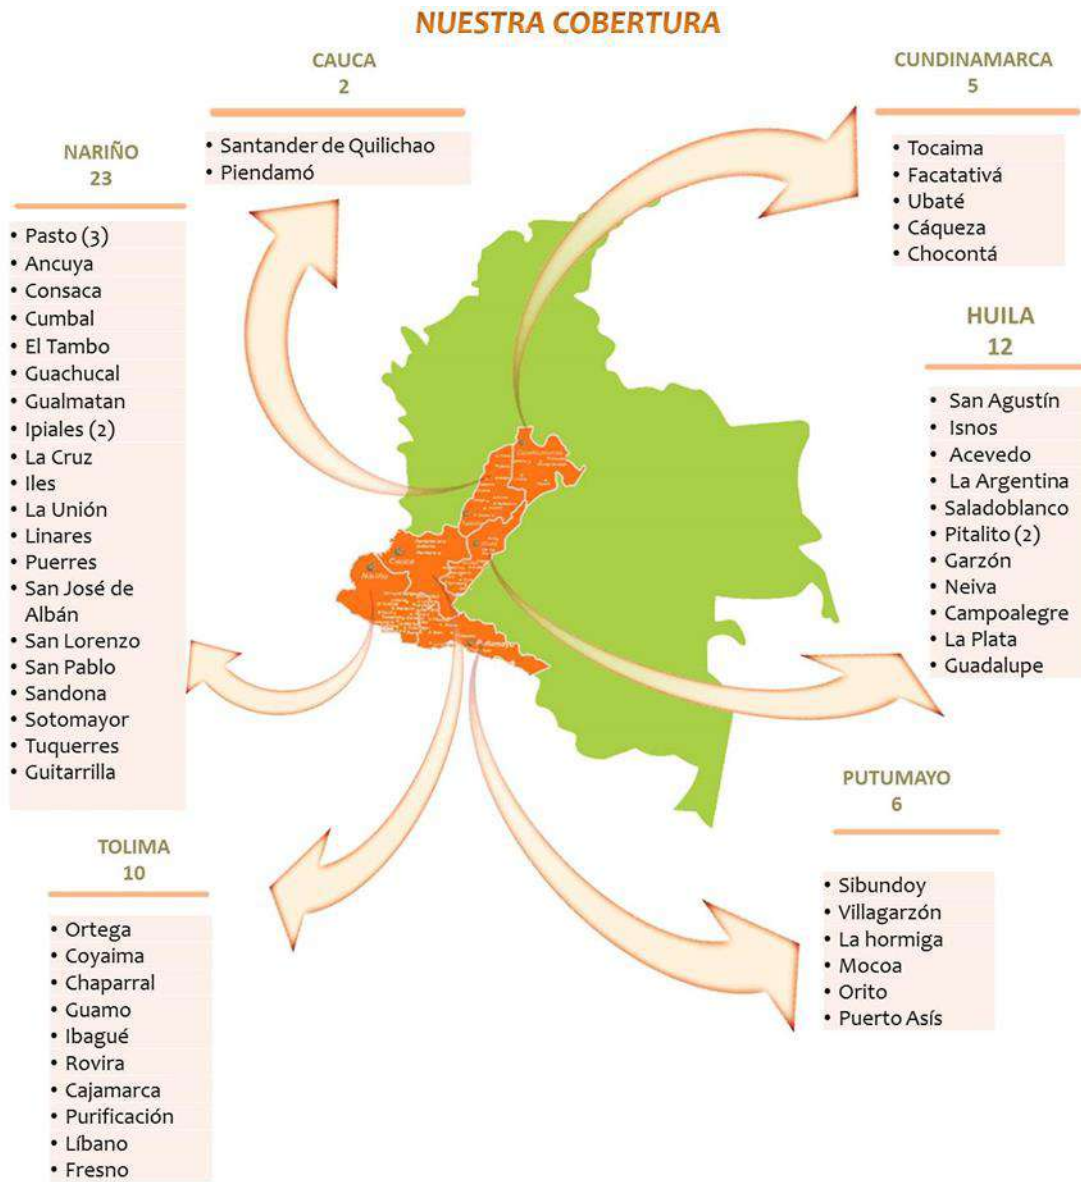 NUESTRA COBERTURA
CAUCA
2
• Santander de Quilichao
• Piendamó
CUNDINAMARCA
5
• Tocaima
• Facatativá
• Ubaté
• Cáqueza
• Chocontá
NARIÑO
23
• Pasto (3)
• Ancuya
• Consaca
• Cumbal
• El Tambo
• Guachucal
• Gualmatan
• Ipiales (2)
• La Cruz
• Iles
• La Unión
• Linares
• Puerres
• San José de
Albán
• San Lorenzo
• San Pablo
• Sandona
• Sotomayor
• Tuquerres
• Guitarrilla
HUILA
12
• San Agustín
• Isnos
• Acevedo
• La Argentina
• Saladoblanco
• Pitalito (2)
• Garzón
• Neiva
• Campoalegre
• La Plata
• Guadalupe
Cauca
Nariño
TOLIMA
10
• Ortega
• Coyaima
• Chaparral
• Guamo
• Ibagué
• Rovira
• Cajamarca
• Purificación
• Líbano
• Fresno
PUTUMAYO
6
• Sibundoy
• Villagarzón
• La hormiga
• Mocoa
• Orito
• Puerto Asís